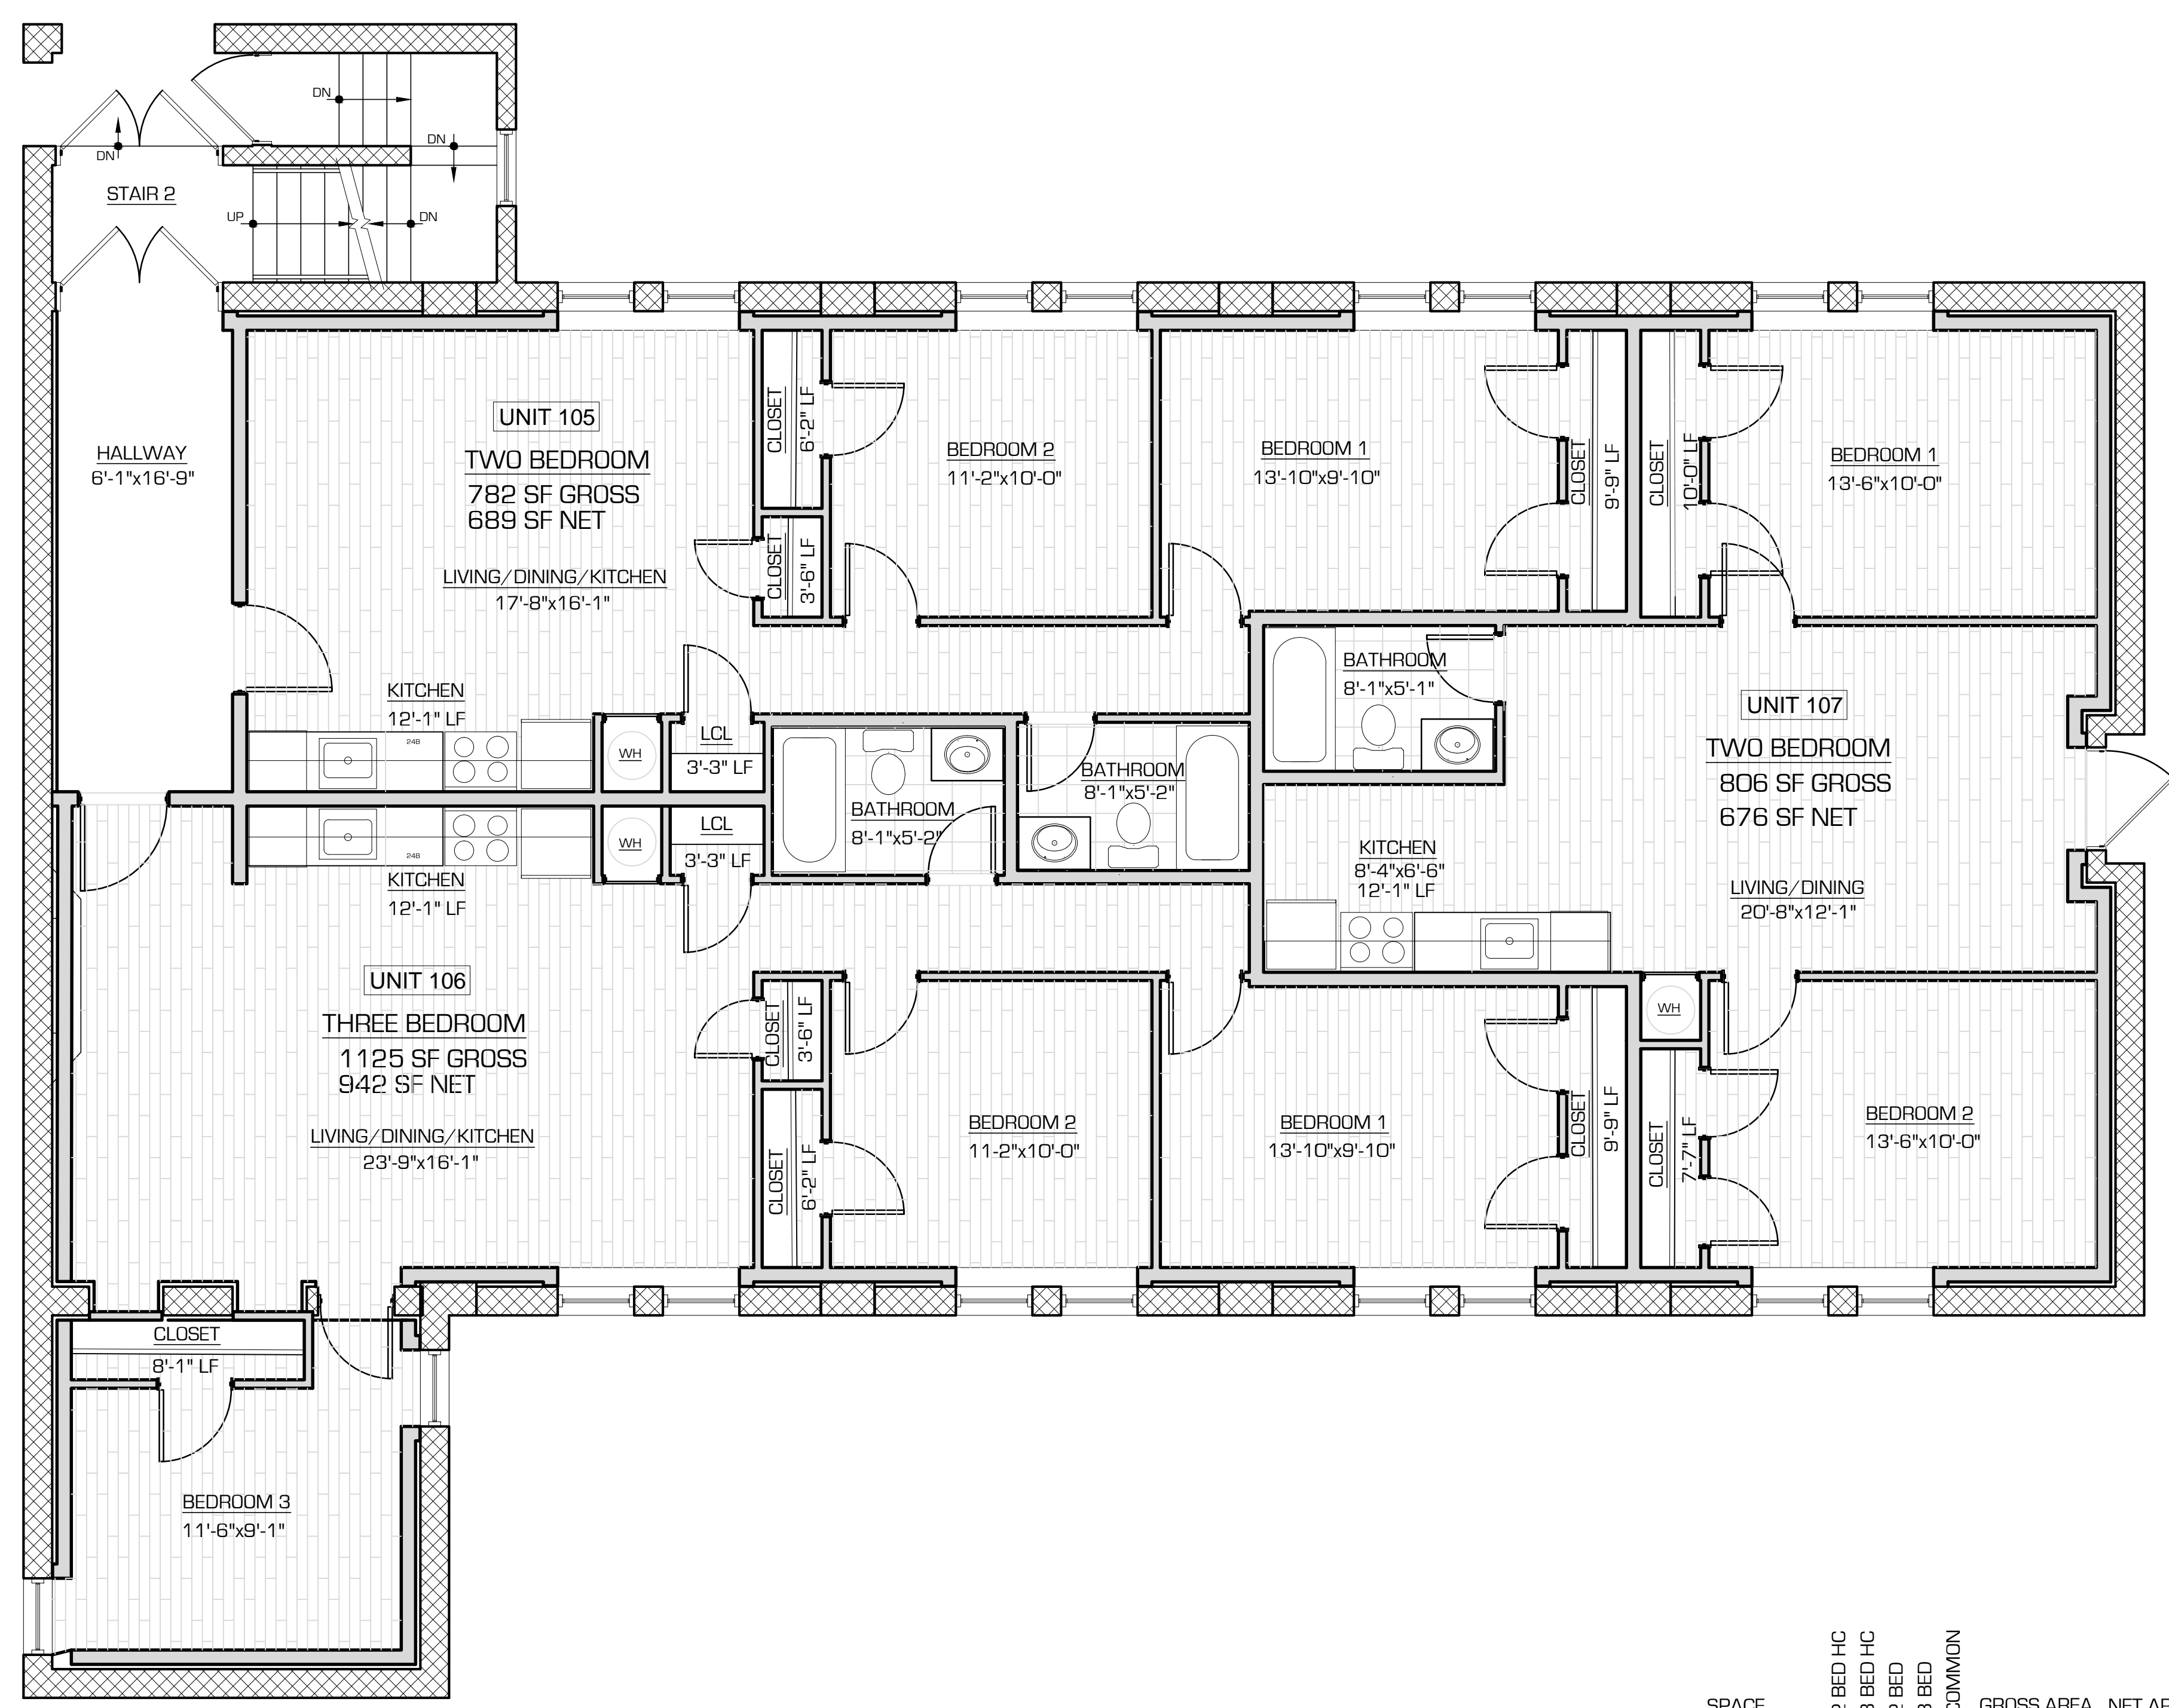 DN
DN
DN
STAIR 2
UP
DN
UNIT 105
TWO BEDROOM
782 SF GROSS
689 SF NET
LIVING/DINING/KITCHEN
17'-8"x16'-1"
HALLWAY
6'-1"x16'-9"
CLOSET
6'-2" LF
CLOSET
3'-6" LF
BEDROOM 2
11'-2"x10'-0"
BEDROOM 1
13'-10"x9'-10"
CLOSET
9'-9" LF
CLOSET
10'-0" LF
BEDROOM 1
13'-6"x10'-0"
KITCHEN
12'-1" LF
24B
WH
LCL
3'-3" LF
BATHROOM
8'-1"x5'-2"
BATHROOM
8'-1"x5'-2"
BATHROOM
8'-1"x5'-1"
UNIT 107
TWO BEDROOM
806 SF GROSS
676 SF NET
LIVING/DINING
20'-8"x12'-1"
KITCHEN
8'-4"x6'-6"
12'-1" LF
24B
WH
LCL
3'-3" LF
KITCHEN
12'-1" LF
UNIT 106
THREE BEDROOM
1125 SF GROSS
942 SF NET
LIVING/DINING/KITCHEN
23'-9"x16'-1"
CLOSET
3'-6" LF
CLOSET
6'-2" LF
BEDROOM 2
11-2"x10'-0"
BEDROOM 1
13'-10"x9'-10"
CLOSET
9'-9" LF
WH
CLOSET
7'-7" LF
BEDROOM 2
13'-6"x10'-0"
CLOSET
8'-1" LF
BEDROOM 3
11'-6"x9'-1"
SPACE
BED HC
BED HC
BED
BED
COMMON
GROSS AREA
NET